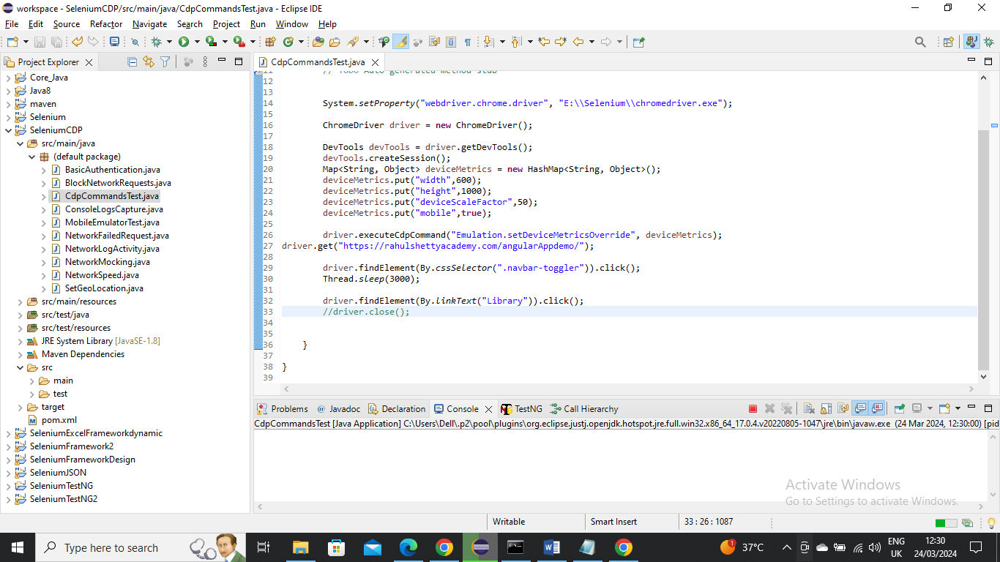 workspace - SeleniumCDP/src/main/java/CdpCommandsTest.java - Eclipse IDE
File Edit Source Refactor Navigate Search Project Run Window Help
Project Explorer
Core_Java
Java8
maven
Selenium
SeleniumCDP
src/main/java
(default package)
BasicAuthentication.java
BlockNetworkRequests.java
CdpCommandsTest.java
ConsoleLogsCapture.java
MobileEmulatorTest.java
NetworkFailedRequest.java
NetworkLogActivity.java
NetworkMocking.java
NetworkSpeed.java
SetGeoLocation.java
src/main/resources
src/test/java
src/test/resources
JRE System Library [JavaSE-1.8]
Maven Dependencies
src
main
test
target
pom.xml
SeleniumExcelFrameworkdynamic
SeleniumFramework2
SeleniumFrameworkDesign
SeleniumJSON
SeleniumTestNG
SeleniumTestNG2
CdpCommandsTest.java
11 // TODO Auto-generated method stub
12
13
14 System.setProperty("webdriver.chrome.driver", "E:\\Selenium\\chromedriver.exe");
15
16 ChromeDriver driver = new ChromeDriver();
17
18 DevTools devTools = driver.getDevTools();
19 devTools.createSession();
20 Map<String, Object> deviceMetrics = new HashMap<String, Object>();
21 deviceMetrics.put("width",600);
22 deviceMetrics.put("height",1000);
23 deviceMetrics.put("deviceScaleFactor",50);
24 deviceMetrics.put("mobile",true);
25
26 driver.executeCdpCommand("Emulation.setDeviceMetricsOverride", deviceMetrics);
27 driver.get("https://rahulshettyacademy.com/angularAppdemo/");
28
29 driver.findElement(By.cssSelector(".navbar-toggler")).click();
30 Thread.sleep(3000);
31
32 driver.findElement(By.linkText("Library")).click();
33 //driver.close();
34
35
36 }
37
38 }
39
Problems Javadoc Declaration Console TestNG Call Hierarchy
CdpCommandsTest [Java Application] C:\Users\Dell\.p2\pool\plugins\org.eclipse.justj.openjdk.hotspot.jre.full.win32.x86_64_17.0.4.v20220805-1047\jre\bin\javaw.exe (24 Mar 2024, 12:30:00) [pid
Activate Windows
Go to Settings to activate Windows.
Writable Smart Insert 33 : 26 : 1087
Type here to search
37°C
ENG
UK
12:30
24/03/2024